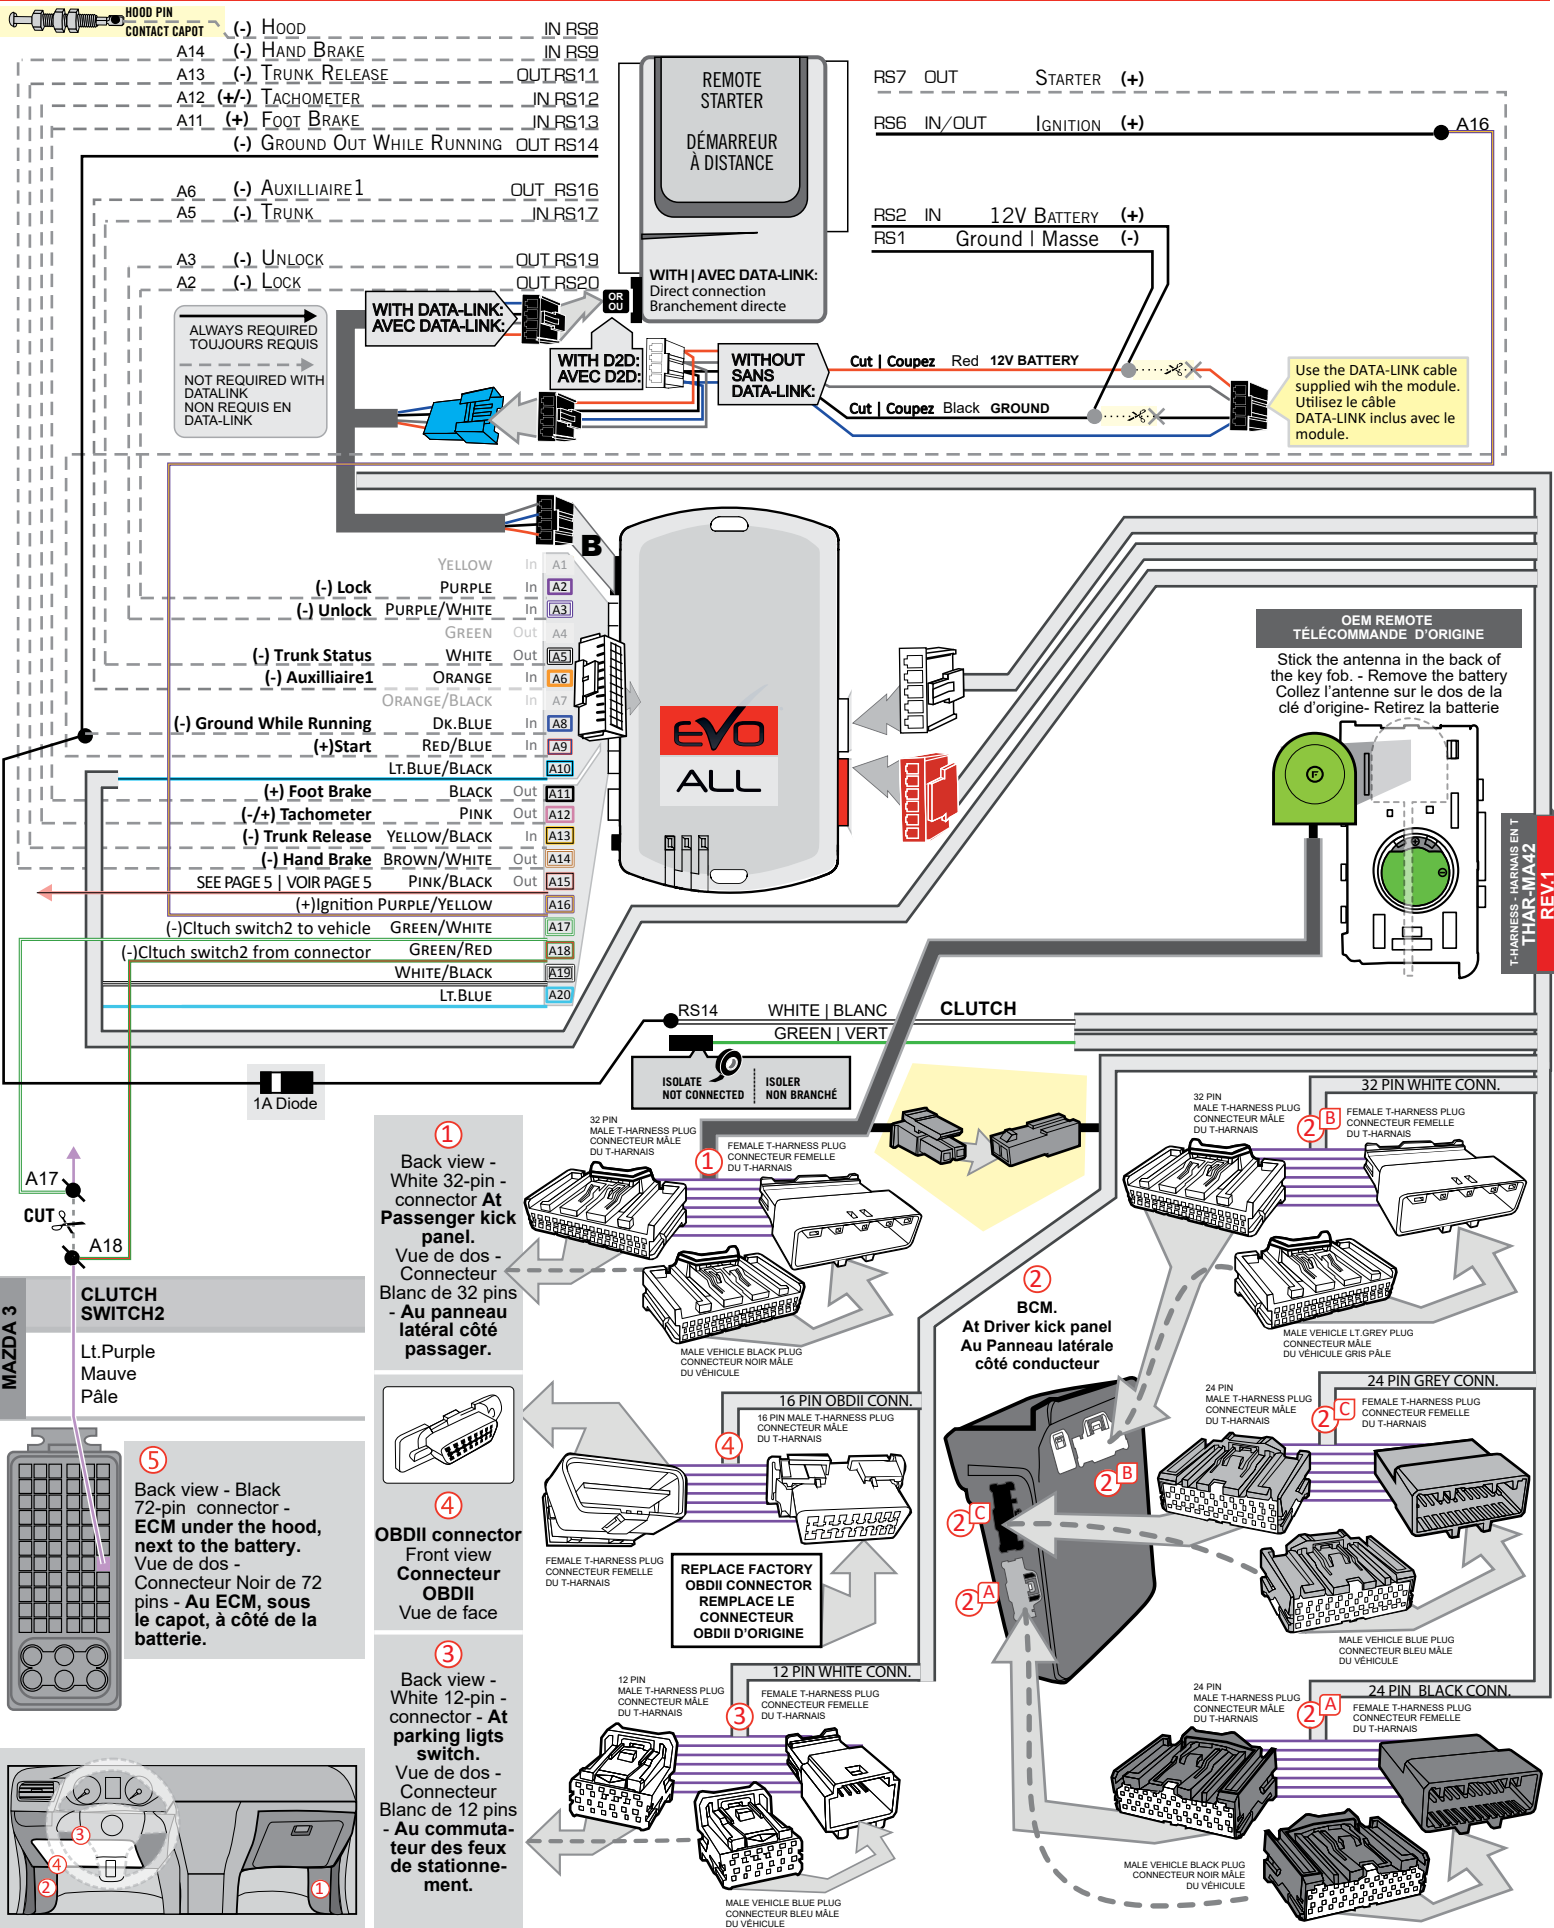 HOOD PIN
CONTACT CAPOT
(-) HOOD IN RS8
A14 (-) HAND BRAKE IN RS9
A13 (-) TRUNK RELEASE OUT RS11
A12 (+/-) TACHOMETER IN RS12
A11 (+) FOOT BRAKE IN RS13
(-) GROUND OUT WHILE RUNNING OUT RS14
A6 (-) AUXILLIAIRE1 OUT RS16
A5 (-) TRUNK IN RS17
A3 (-) UNLOCK OUT RS19
A2 (-) LOCK OUT RS20
REMOTE
STARTER
DÉMARREUR
À DISTANCE
WITH | AVEC DATA-LINK:
Direct connection
Branchement directe
RS7 OUT STARTER (+)
RS6 IN/OUT IGNITION (+)
A16
RS2 IN 12V BATTERY (+)
RS1 Ground | Masse (-)
ALWAYS REQUIRED
TOUJOURS REQUIS
NOT REQUIRED WITH
DATALINK
NON REQUIS EN
DATA-LINK
WITH DATA-LINK:
AVEC DATA-LINK:
OR
OU
WITH D2D:
AVEC D2D:
WITHOUT
SANS
DATA-LINK:
Cut | Coupez Red 12V BATTERY
Cut | Coupez Black GROUND
Use the DATA-LINK cable
supplied wih the module.
Utilisez le câble
DATA-LINK inclus avec le
module.
B
YELLOW In A1
(-) Lock PURPLE In A2
(-) Unlock PURPLE/WHITE In A3
GREEN Out A4
(-) Trunk Status WHITE Out A5
(-) Auxilliaire1 ORANGE In A6
ORANGE/BLACK In A7
(-) Ground While Running DK.BLUE In A8
(+)Start RED/BLUE In A9
LT.BLUE/BLACK A10
(+) Foot Brake BLACK Out A11
(-/+) Tachometer PINK Out A12
(-) Trunk Release YELLOW/BLACK In A13
(-) Hand Brake BROWN/WHITE Out A14
SEE PAGE 5 | VOIR PAGE 5 PINK/BLACK Out A15
(+)Ignition PURPLE/YELLOW A16
(-)Cltuch switch2 to vehicle GREEN/WHITE A17
(-)Cltuch switch2 from connector GREEN/RED A18
WHITE/BLACK A19
LT.BLUE A20
EVO
ALL
OEM REMOTE
TÉLÉCOMMANDE D'ORIGINE
Stick the antenna in the back of
the key fob. - Remove the battery
Collez l'antenne sur le dos de la
clé d'origine- Retirez la batterie
T-HARNESS - HARNAIS EN T
THAR-MA42
REV.1
RS14 WHITE | BLANC CLUTCH
GREEN | VERT
ISOLATE
NOT CONNECTED
ISOLER
NON BRANCHÉ
1A Diode
A17
CUT
A18
MAZDA 3
CLUTCH
SWITCH2
Lt.Purple
Mauve
Pâle
5
Back view - Black
72-pin connector -
ECM under the hood,
next to the battery.
Vue de dos -
Connecteur Noir de 72
pins - Au ECM, sous
le capot, à côté de la
batterie.
3
4
2
1
1
Back view -
White 32-pin -
connector At
Passenger kick
panel.
Vue de dos -
Connecteur
Blanc de 32 pins
- Au panneau
latéral côté
passager.
4
OBDII connector
Front view
Connecteur
OBDII
Vue de face
3
Back view -
White 12-pin -
connector - At
parking ligts
switch.
Vue de dos -
Connecteur
Blanc de 12 pins
- Au commuta-
teur des feux
de stationne-
ment.
32 PIN
MALE T-HARNESS PLUG
CONNECTEUR MÂLE
DU T-HARNAIS
1
FEMALE T-HARNESS PLUG
CONNECTEUR FEMELLE
DU T-HARNAIS
MALE VEHICLE BLACK PLUG
CONNECTEUR NOIR MÂLE
DU VÉHICULE
16 PIN OBDII CONN.
16 PIN MALE T-HARNESS PLUG
CONNECTEUR MÂLE
DU T-HARNAIS
4
FEMALE T-HARNESS PLUG
CONNECTEUR FEMELLE
DU T-HARNAIS
REPLACE FACTORY
OBDII CONNECTOR
REMPLACE LE
CONNECTEUR
OBDII D'ORIGINE
12 PIN WHITE CONN.
12 PIN
MALE T-HARNESS PLUG
CONNECTEUR MÂLE
DU T-HARNAIS
3
FEMALE T-HARNESS PLUG
CONNECTEUR FEMELLE
DU T-HARNAIS
MALE VEHICLE BLUE PLUG
CONNECTEUR BLEU MÂLE
DU VÉHICULE
2
BCM.
At Driver kick panel
Au Panneau latérale
côté conducteur
2 B
2 C
2 A
32 PIN WHITE CONN.
32 PIN
MALE T-HARNESS PLUG
CONNECTEUR MÂLE
DU T-HARNAIS
2 B
FEMALE T-HARNESS PLUG
CONNECTEUR FEMELLE
DU T-HARNAIS
MALE VEHICLE LT.GREY PLUG
CONNECTEUR MÂLE
DU VÉHICULE GRIS PÂLE
24 PIN GREY CONN.
24 PIN
MALE T-HARNESS PLUG
CONNECTEUR MÂLE
DU T-HARNAIS
2 C
FEMALE T-HARNESS PLUG
CONNECTEUR FEMELLE
DU T-HARNAIS
MALE VEHICLE BLUE PLUG
CONNECTEUR BLEU MÂLE
DU VÉHICULE
24 PIN BLACK CONN.
24 PIN
MALE T-HARNESS PLUG
CONNECTEUR MÂLE
DU T-HARNAIS
2 A
FEMALE T-HARNESS PLUG
CONNECTEUR FEMELLE
DU T-HARNAIS
MALE VEHICLE BLACK PLUG
CONNECTEUR NOIR MÂLE
DU VÉHICULE